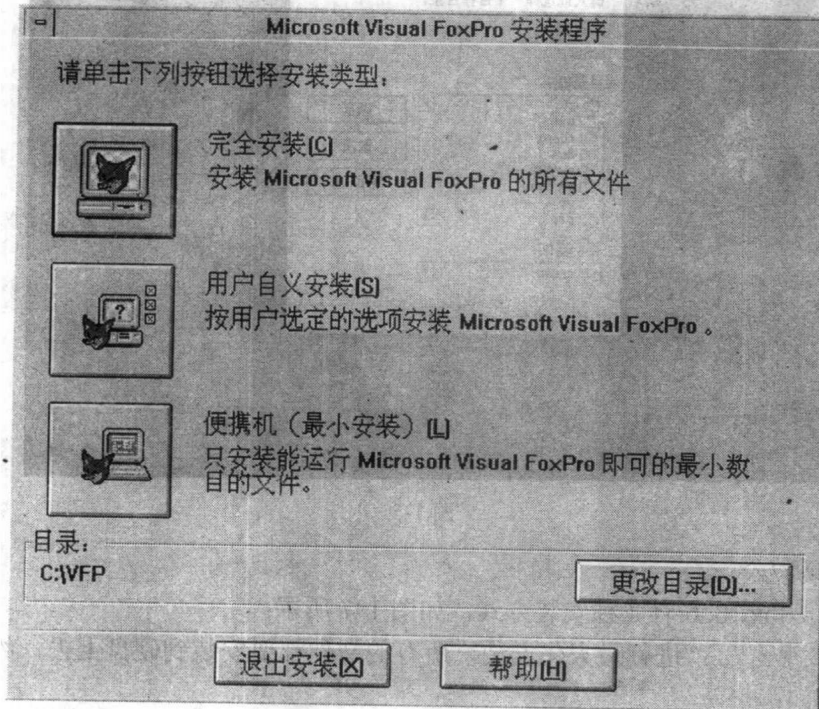 Microsoft Visual FoxPro 安装程序
请单击下列按钮选择安装类型:
完全安装(C)
安装 Microsoft Visual FoxPro 的所有文件
用户自义安装(S)
按用户选定的选项安装 Microsoft Visual FoxPro 。
?
便携机（最小安装）(L)
只安装能运行 Microsoft Visual FoxPro 即可的最小数
目的文件。
目录:
C:\VFP
更改目录(D)...
退出安装(X)
帮助(H)